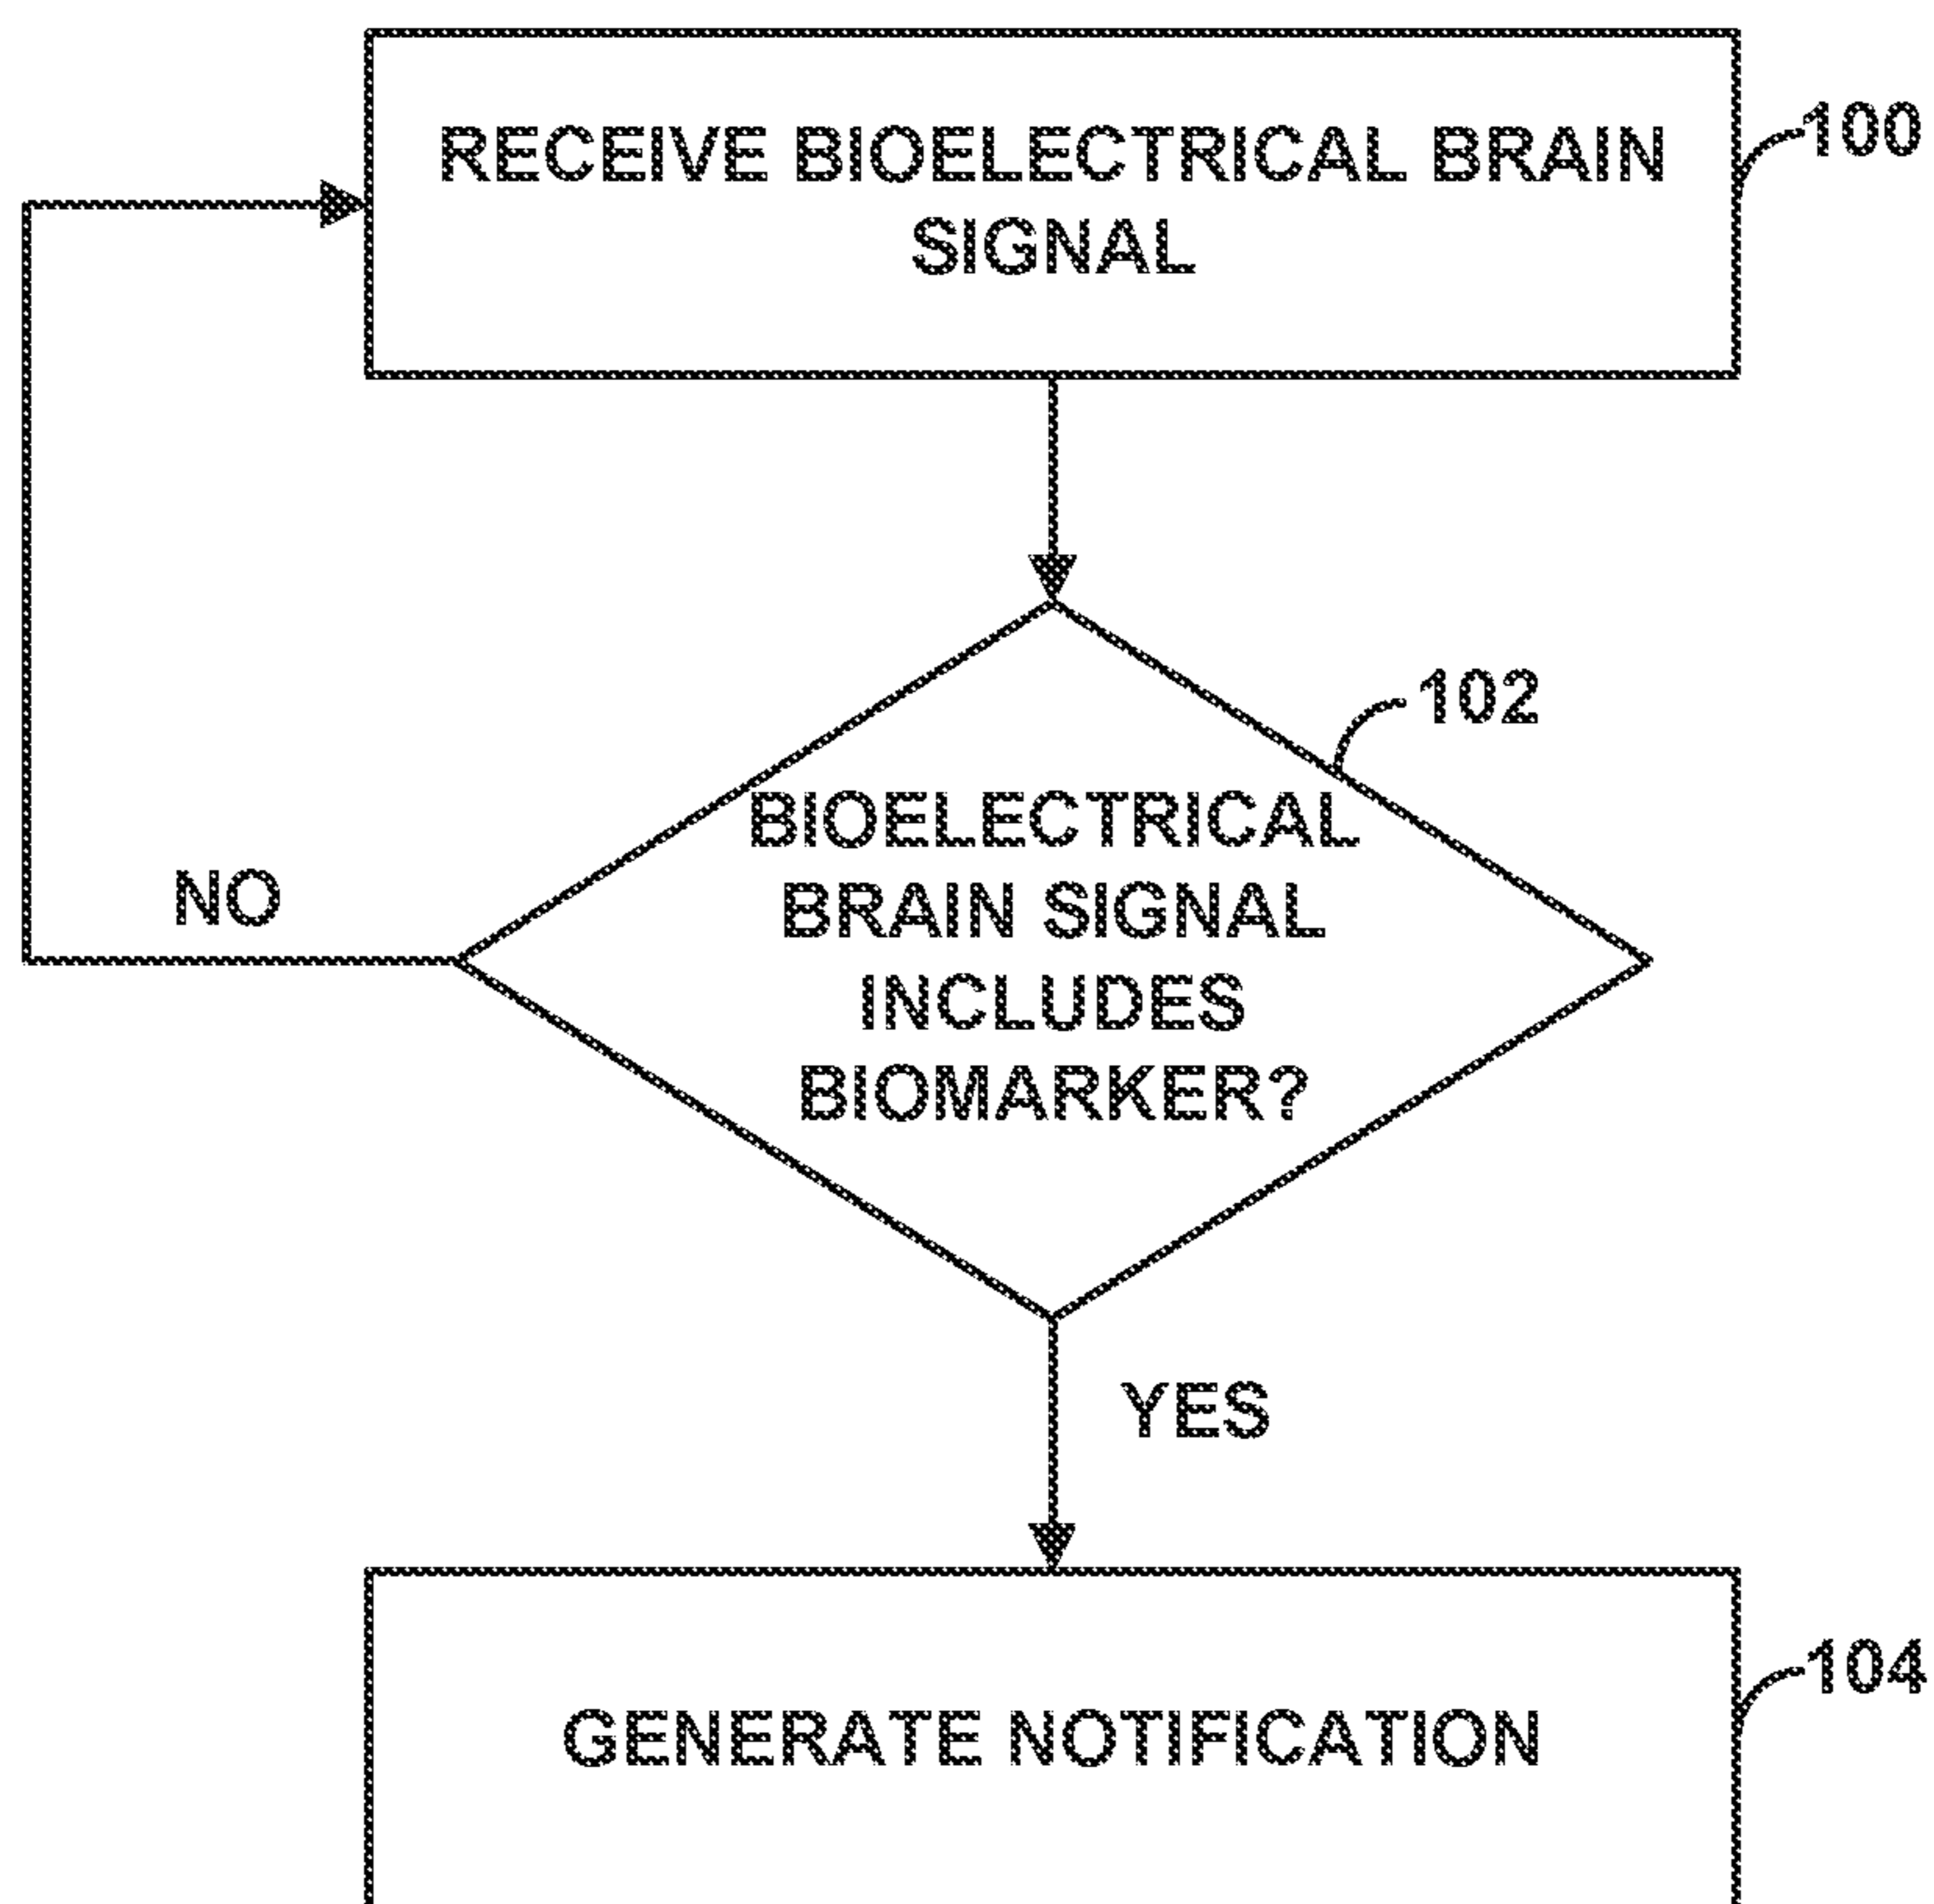 RECEIVE BIOELECTRICAL BRAIN
SIGNAL
100
102
BIOELECTRICAL
BRAIN SIGNAL
INCLUDES
BIOMARKER?
NO
YES
104
GENERATE NOTIFICATION